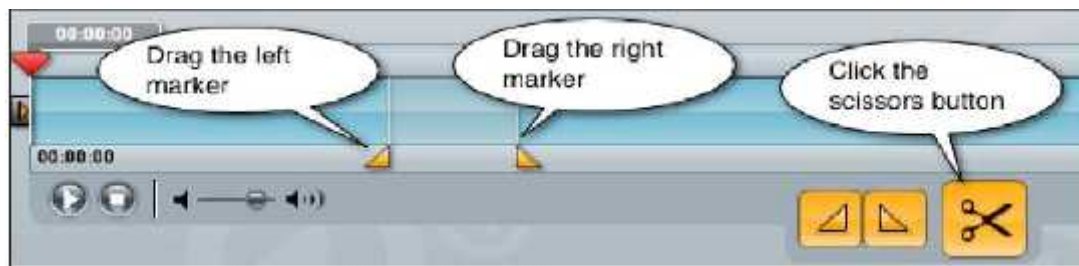 00:00:00
Drag the left
marker
Drag the right
marker
Click the
scissors button
00:00:00